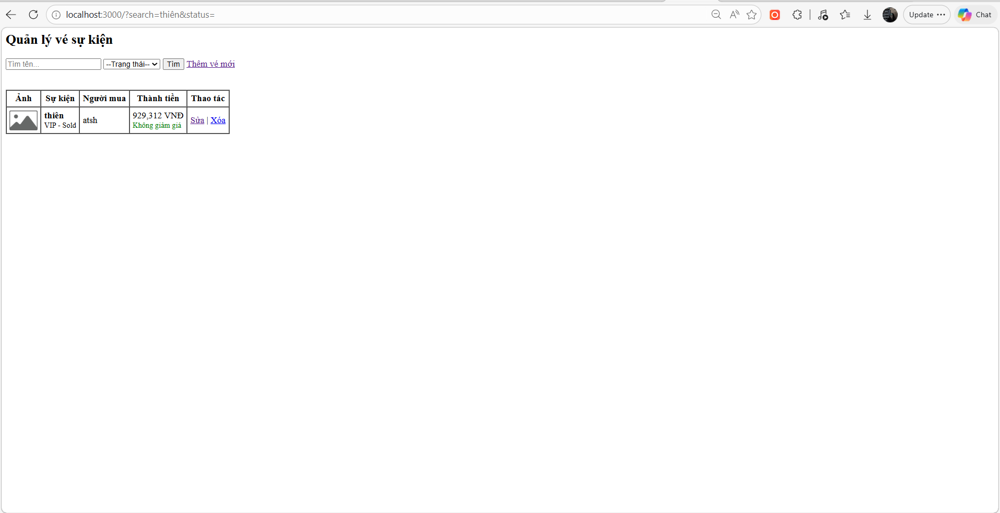 localhost:3000/?search=thiên&status=
Update
Chat
Quản lý vé sự kiện
Tìm tên...
--Trạng thái--
Tìm
Thêm vé mới
Ảnh
Sự kiện
Người mua
Thành tiền
Thao tác
thiên
VIP - Sold
atsh
929,312 VNĐ
Không giảm giá
Sửa | Xóa